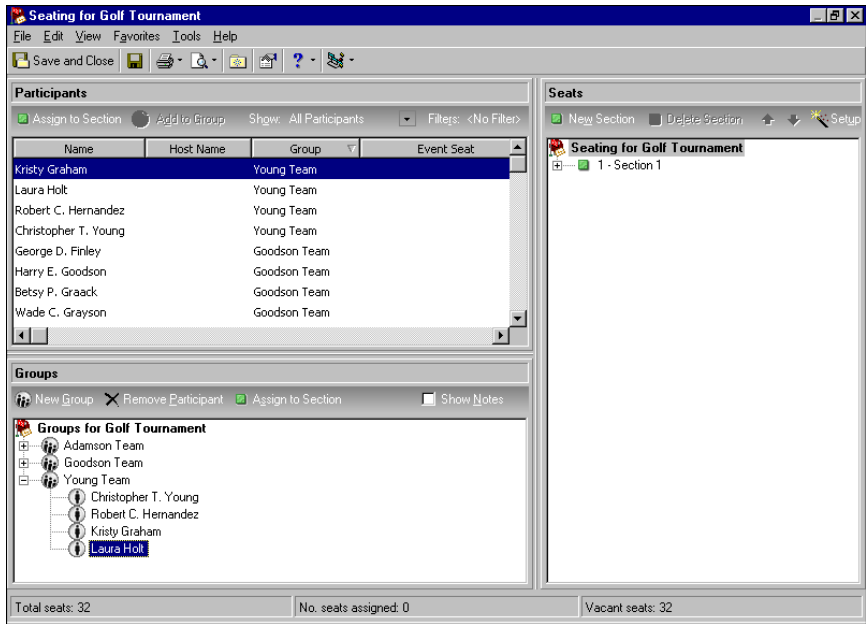 Seating for Golf Tournament
File Edit View Favorites Tools Help
Save and Close
Participants
Assign to Section Add to Group Show: All Participants Filters: <No Filter>
Name Host Name Group Event Seat
Kristy Graham Young Team
Laura Holt Young Team
Robert C. Hernandez Young Team
Christopher T. Young Young Team
George D. Finley Goodson Team
Harry E. Goodson Goodson Team
Betsy P. Graack Goodson Team
Wade C. Grayson Goodson Team
Groups
New Group Remove Participant Assign to Section Show Notes
Groups for Golf Tournament
Adamson Team
Goodson Team
Young Team
Christopher T. Young
Robert C. Hernandez
Kristy Graham
Laura Holt
Seats
New Section Delete Section Setup
Seating for Golf Tournament
1 - Section 1
Total seats: 32 No. seats assigned: 0 Vacant seats: 32